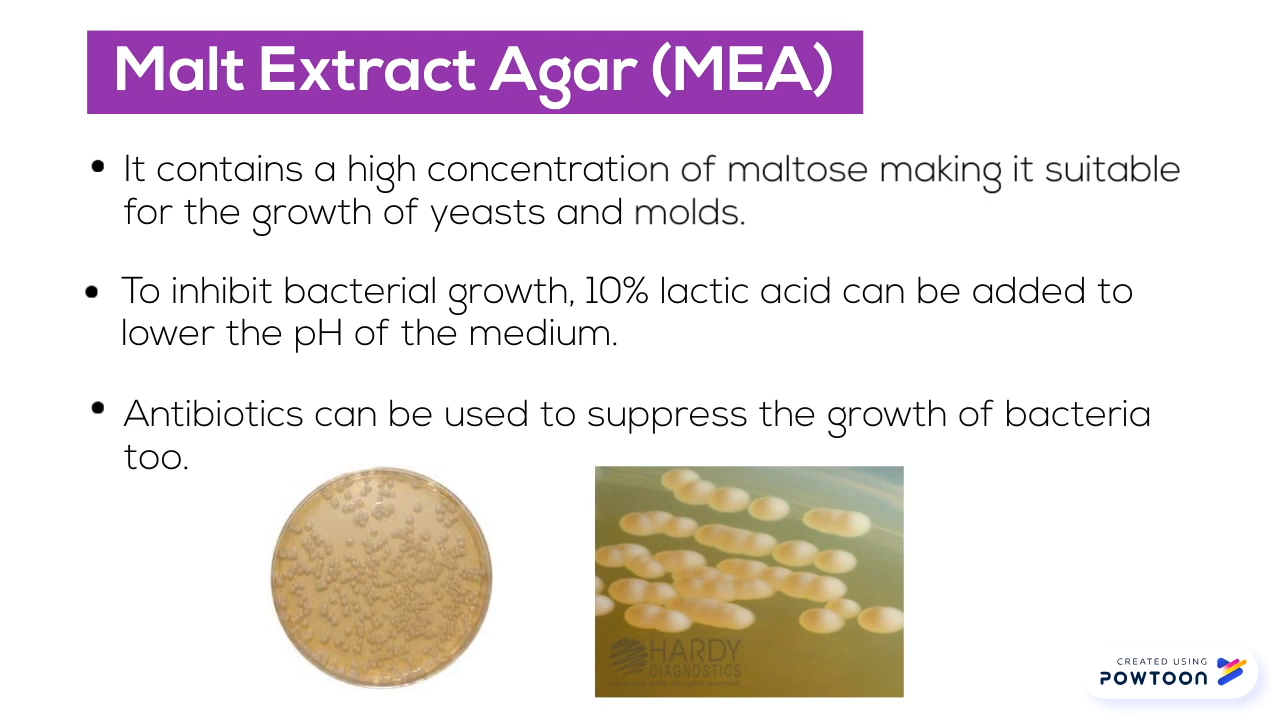 Malt Extract Agar (MEA)
• It contains a high concentration of maltose making it suitable
for the growth of yeasts and molds.
• To inhibit bacterial growth, 10% lactic acid can be added to
lower the pH of the medium.
• Antibiotics can be used to suppress the growth of bacteria
too.
HARDY
DIAGNOSTICS
CREATED USING
POWTOON